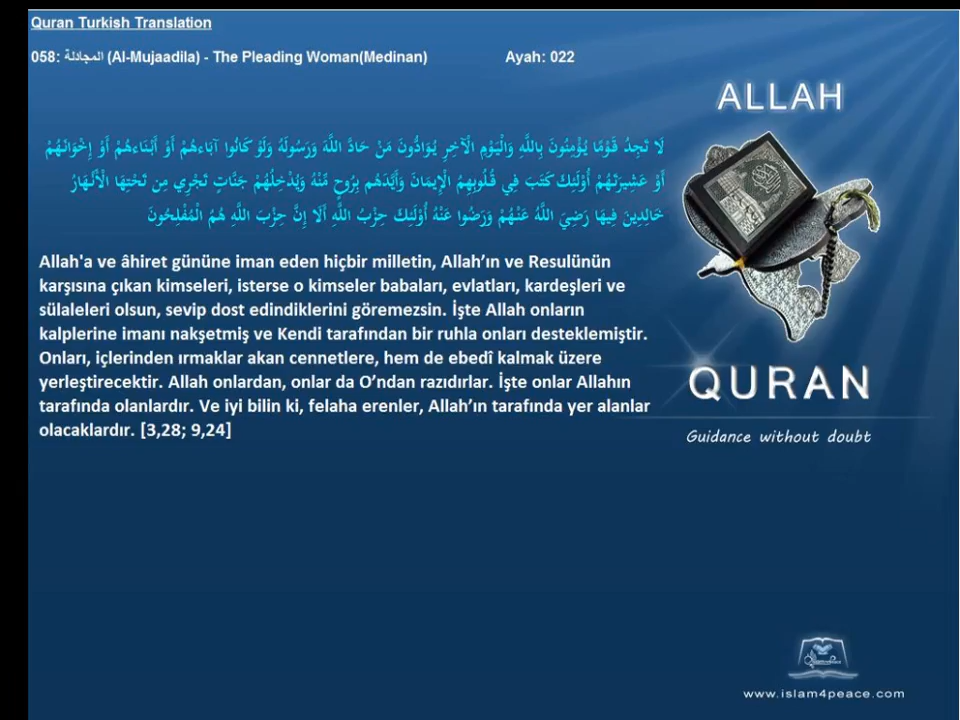 Quran Turkish Translation
058: المجادلة (Al-Mujaadila) - The Pleading Woman(Medinan) Ayah: 022
ALLAH
لَا تَجِدُ قَوْمًا يُؤْمِنُونَ بِاللَّهِ وَالْيَوْمِ الْآخِرِ يُوَادُّونَ مَنْ حَادَّ اللَّهَ وَرَسُولَهُ وَلَوْ كَانُوا آبَاءهُمْ أَوْ أَبْنَاءهُمْ أَوْ إِخْوَانَهُمْ
أَوْ عَشِيرَتَهُمْ أُوْلَئِكَ كَتَبَ فِي قُلُوبِهِمُ الْإِيمَانَ وَأَيَّدَهُم بِرُوحٍ مِّنْهُ وَيُدْخِلُهُمْ جَنَّاتٍ تَجْرِي مِن تَحْتِهَا الْأَنْهَارُ
خَالِدِينَ فِيهَا رَضِيَ اللَّهُ عَنْهُمْ وَرَضُوا عَنْهُ أُوْلَئِكَ حِزْبُ اللَّهِ أَلَا إِنَّ حِزْبَ اللَّهِ هُمُ الْمُفْلِحُونَ
Allah'a ve âhiret gününe iman eden hiçbir milletin, Allah’ın ve Resulünün
karşısına çıkan kimseleri, isterse o kimseler babaları, evlatları, kardeşleri ve
sülaleleri olsun, sevip dost edindiklerini göremezsin. İşte Allah onların
kalplerine imanı nakşetmiş ve Kendi tarafından bir ruhla onları desteklemiştir.
Onları, içlerinden ırmaklar akan cennetlere, hem de ebedî kalmak üzere
yerleştirecektir. Allah onlardan, onlar da O’ndan razıdırlar. İşte onlar Allahın
tarafında olanlardır. Ve iyi bilin ki, felaha erenler, Allah’ın tarafında yer alanlar
olacaklardır. [3,28; 9,24]
QURAN
Guidance without doubt
www.islam4peace.com